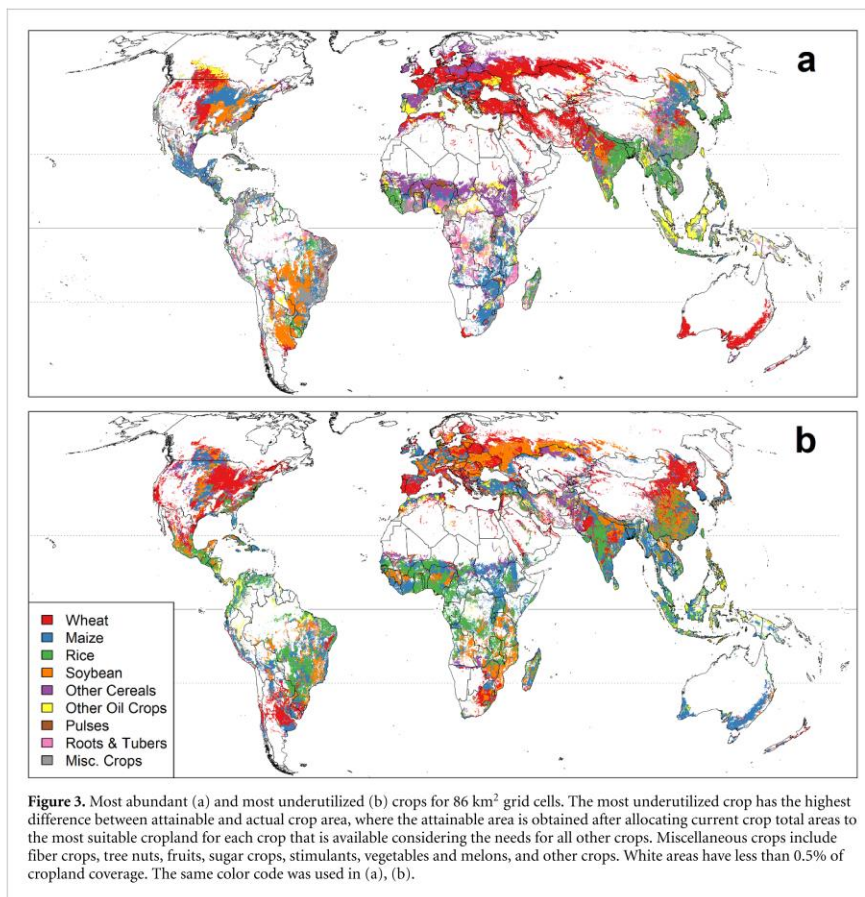 a
b
Wheat
Maize
Rice
Soybean
Other Cereals
Other Oil Crops
Pulses
Roots & Tubers
Misc. Crops
Figure 3. Most abundant (a) and most underutilized (b) crops for 86 km² grid cells. The most underutilized crop has the highest
difference between attainable and actual crop area, where the attainable area is obtained after allocating current crop total areas to
the most suitable cropland for each crop that is available considering the needs for all other crops. Miscellaneous crops include
fiber crops, tree nuts, fruits, sugar crops, stimulants, vegetables and melons, and other crops. White areas have less than 0.5% of
cropland coverage. The same color code was used in (a), (b).